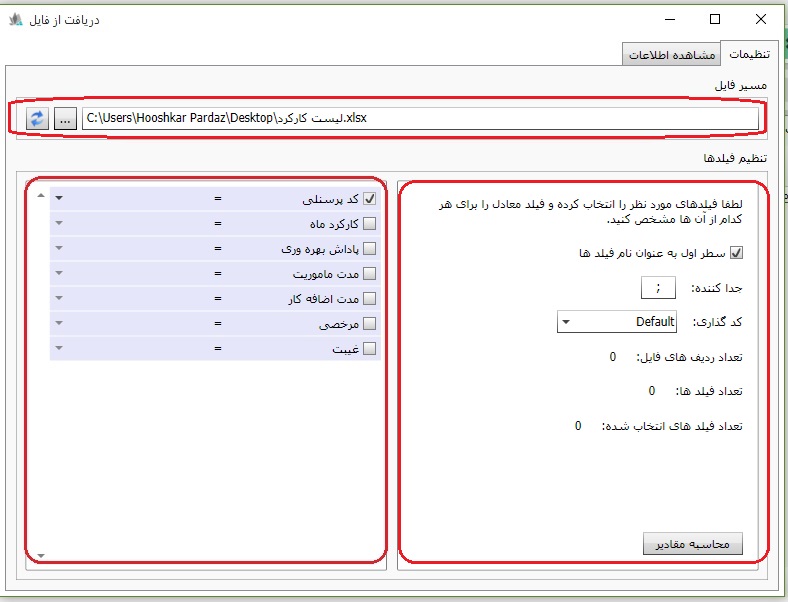 دریافت از فایل
تنظیمات
مشاهده اطلاعات
مسیر فایل
C:\Users\Hooshkar Pardaz\Desktop\لیست کارکرد.xlsx
...
تنظیم فیلدها
لطفا فیلدهای مورد نظر را انتخاب کرده و فیلد معادل را برای هر
کدام از آن ها مشخص کنید.
سطر اول به عنوان نام فیلد ها
جدا کننده: ;
کد گذاری: Default
تعداد ردیف های فایل: 0
تعداد فیلد ها: 0
تعداد فیلد های انتخاب شده: 0
محاسبه مقادیر
کد پرسنلی =
کارکرد ماه =
پاداش بهره وری =
مدت ماموریت =
مدت اضافه کار =
مرخصی =
غیبت =